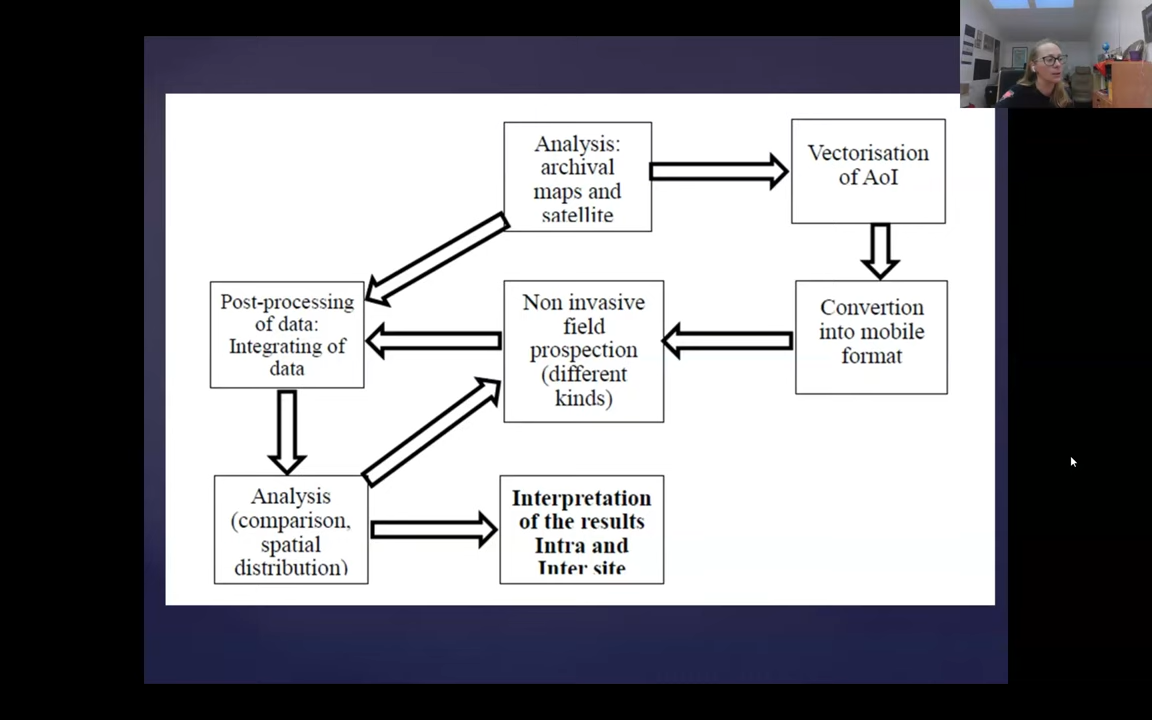 Analysis:
archival
maps and
satellite
Vectorisation
of AoI
Post-processing
of data:
Integrating of
data
Non invasive
field
prospection
(different
kinds)
Convertion
into mobile
format
Analysis
(comparison,
spatial
distribution)
Interpretation
of the results
Intra and
Inter site